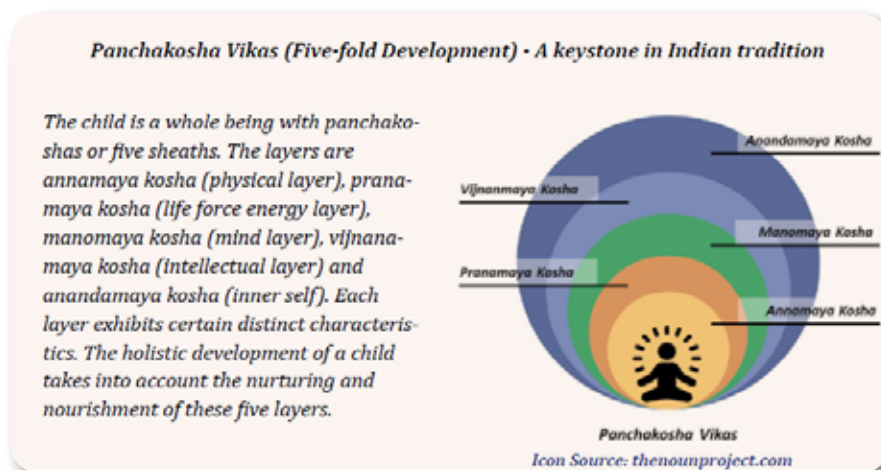 Panchakosha Vikas (Five-fold Development) - A keystone in Indian tradition
The child is a whole being with panchako-
shas or five sheaths. The layers are
annamaya kosha (physical layer), prana-
maya kosha (life force energy layer),
manomaya kosha (mind layer), vijnana-
maya kosha (intellectual layer) and
anandamaya kosha (inner self). Each
layer exhibits certain distinct characteris-
tics. The holistic development of a child
takes into account the nurturing and
nourishment of these five layers.
Anandamaya Kosha
Vijnanmaya Kosha
Manomaya Kosha
Pranamaya Kosha
Annamaya Kosha
Panchakosha Vikas
Icon Source: thenounproject.com